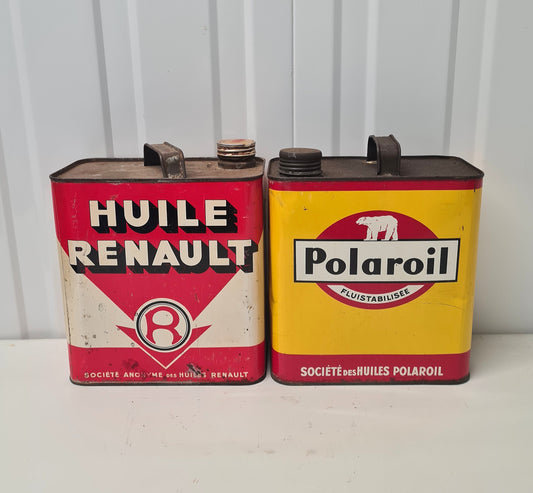 HUILE
RENAULT
R
SOCIÉTÉ ANONYME DES HUILES RENAULT
Polaroil
FLUISTABILISÉE
SOCIÉTÉ DES HUILES POLAROIL